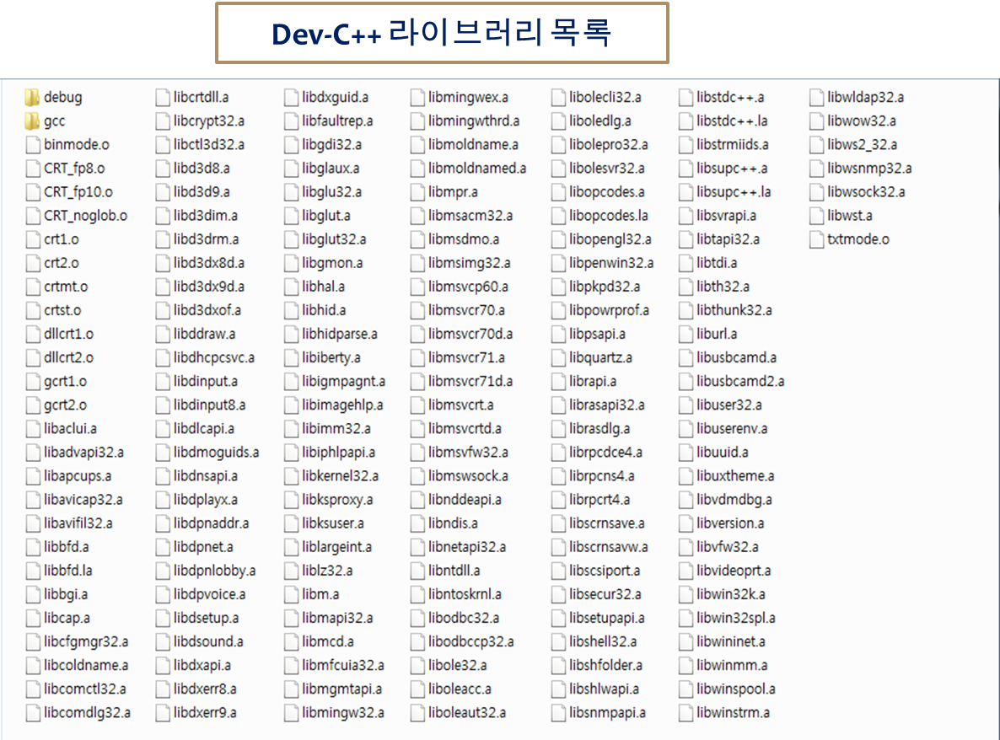 Dev-C++ 라이브러리 목록
debug
gcc
binmode.o
CRT_fp8.o
CRT_fp10.o
CRT_noglob.o
crt1.o
crt2.o
crtmt.o
crtst.o
dllcrt1.o
dllcrt2.o
gcrt1.o
gcrt2.o
libaclui.a
libadvapi32.a
libapcups.a
libavicap32.a
libavifil32.a
libbfd.a
libbfd.la
libbgi.a
libcap.a
libcfgmgr32.a
libcoldname.a
libcomctl32.a
libcomdlg32.a
libcrtdll.a
libcrypt32.a
libctl3d32.a
libd3d8.a
libd3d9.a
libd3dim.a
libd3drm.a
libd3dx8d.a
libd3dx9d.a
libd3dxof.a
libddraw.a
libdhcpcsvc.a
libdinput.a
libdinput8.a
libdlcapi.a
libdmoguids.a
libdnsapi.a
libdplayx.a
libdpnaddr.a
libdpnet.a
libdpnlobby.a
libdpvoice.a
libdsetup.a
libdsound.a
libdxapi.a
libdxerr8.a
libdxerr9.a
libdxguid.a
libfaultrep.a
libgdi32.a
libglaux.a
libglu32.a
libglut.a
libglut32.a
libgmon.a
libhal.a
libhid.a
libhidparse.a
libiberty.a
libigmpagnt.a
libimagehlp.a
libimm32.a
libiphlpapi.a
libkernel32.a
libksproxy.a
libksuser.a
liblargeint.a
liblz32.a
libm.a
libmapi32.a
libmcd.a
libmfcuia32.a
libmgmtapi.a
libmingw32.a
libmingwex.a
libmingwthrd.a
libmoldname.a
libmoldnamed.a
libmpr.a
libmsacm32.a
libmsdmo.a
libmsimg32.a
libmsvcp60.a
libmsvcr70.a
libmsvcr70d.a
libmsvcr71.a
libmsvcr71d.a
libmsvcrt.a
libmsvcrtd.a
libmsvfw32.a
libmswsock.a
libnddeapi.a
libndis.a
libnetapi32.a
libntdll.a
libntoskrnl.a
libodbc32.a
libodbccp32.a
libole32.a
liboleacc.a
liboleaut32.a
libolecli32.a
liboledlg.a
libolepro32.a
libolesvr32.a
libopcodes.a
libopcodes.la
libopengl32.a
libpenwin32.a
libpkpd32.a
libpowrprof.a
libpsapi.a
libquartz.a
librapi.a
librasapi32.a
librasdlg.a
librpcdce4.a
librpcns4.a
librpcrt4.a
libscrnsave.a
libscrnsavw.a
libscsiport.a
libsecur32.a
libsetupapi.a
libshell32.a
libshfolder.a
libshlwapi.a
libsnmpapi.a
libstdc++.a
libstdc++.la
libstrmiids.a
libsupc++.a
libsupc++.la
libsvrapi.a
libtapi32.a
libtdi.a
libth32.a
libthunk32.a
liburl.a
libusbcamd.a
libusbcamd2.a
libuser32.a
libuserenv.a
libuuid.a
libuxtheme.a
libvdmdbg.a
libversion.a
libvfw32.a
libvideoprt.a
libwin32k.a
libwin32spl.a
libwininet.a
libwinmm.a
libwinspool.a
libwinstrm.a
libwldap32.a
libwow32.a
libws2_32.a
libwsnmp32.a
libwsock32.a
libwst.a
txtmode.o